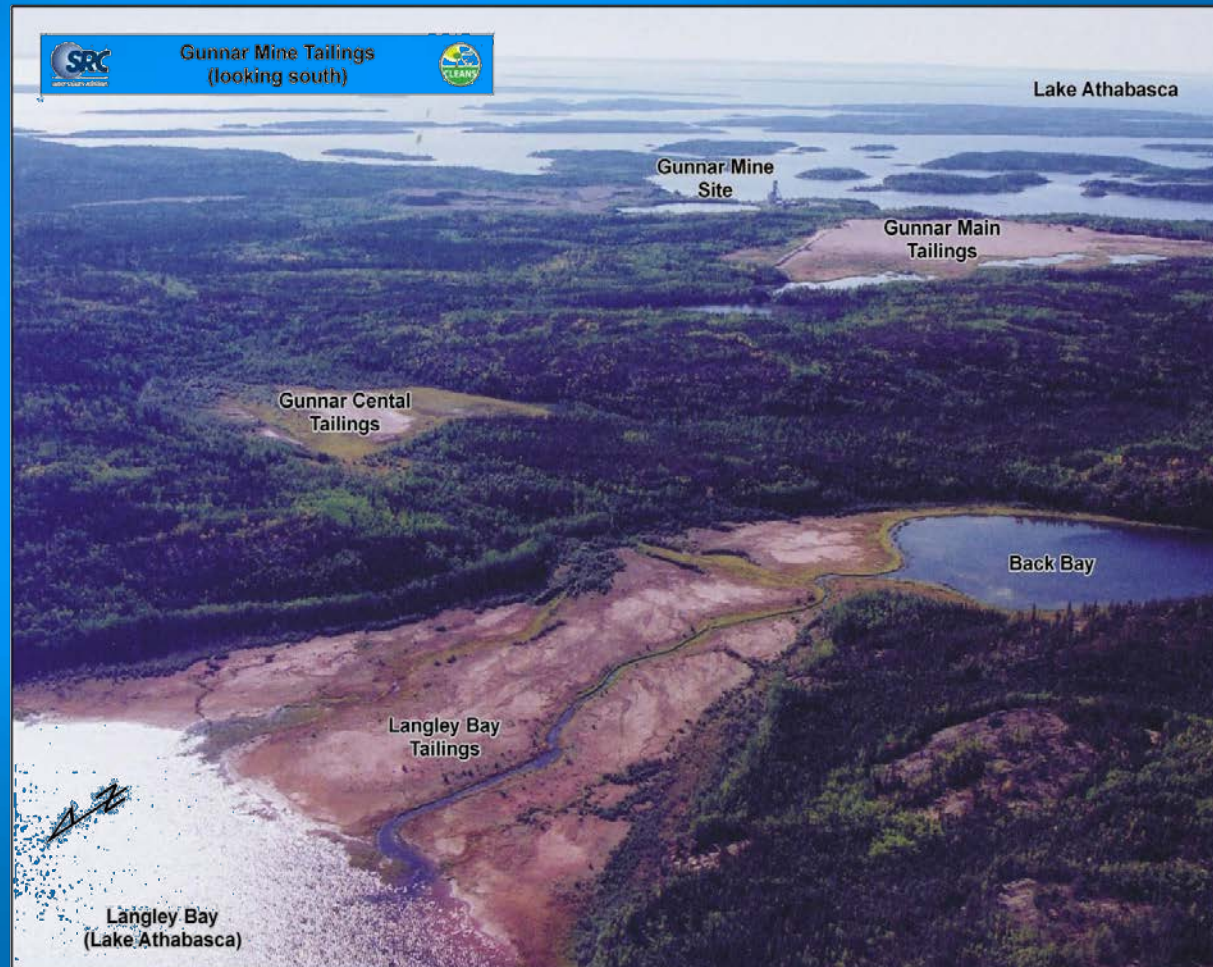 SRC
Gunnar Mine Tailings
(looking south)
CLEANS
Lake Athabasca
Gunnar Mine
Site
Gunnar Main
Tailings
Gunnar Cental
Tailings
Back Bay
Langley Bay
Tailings
N
Langley Bay
(Lake Athabasca)